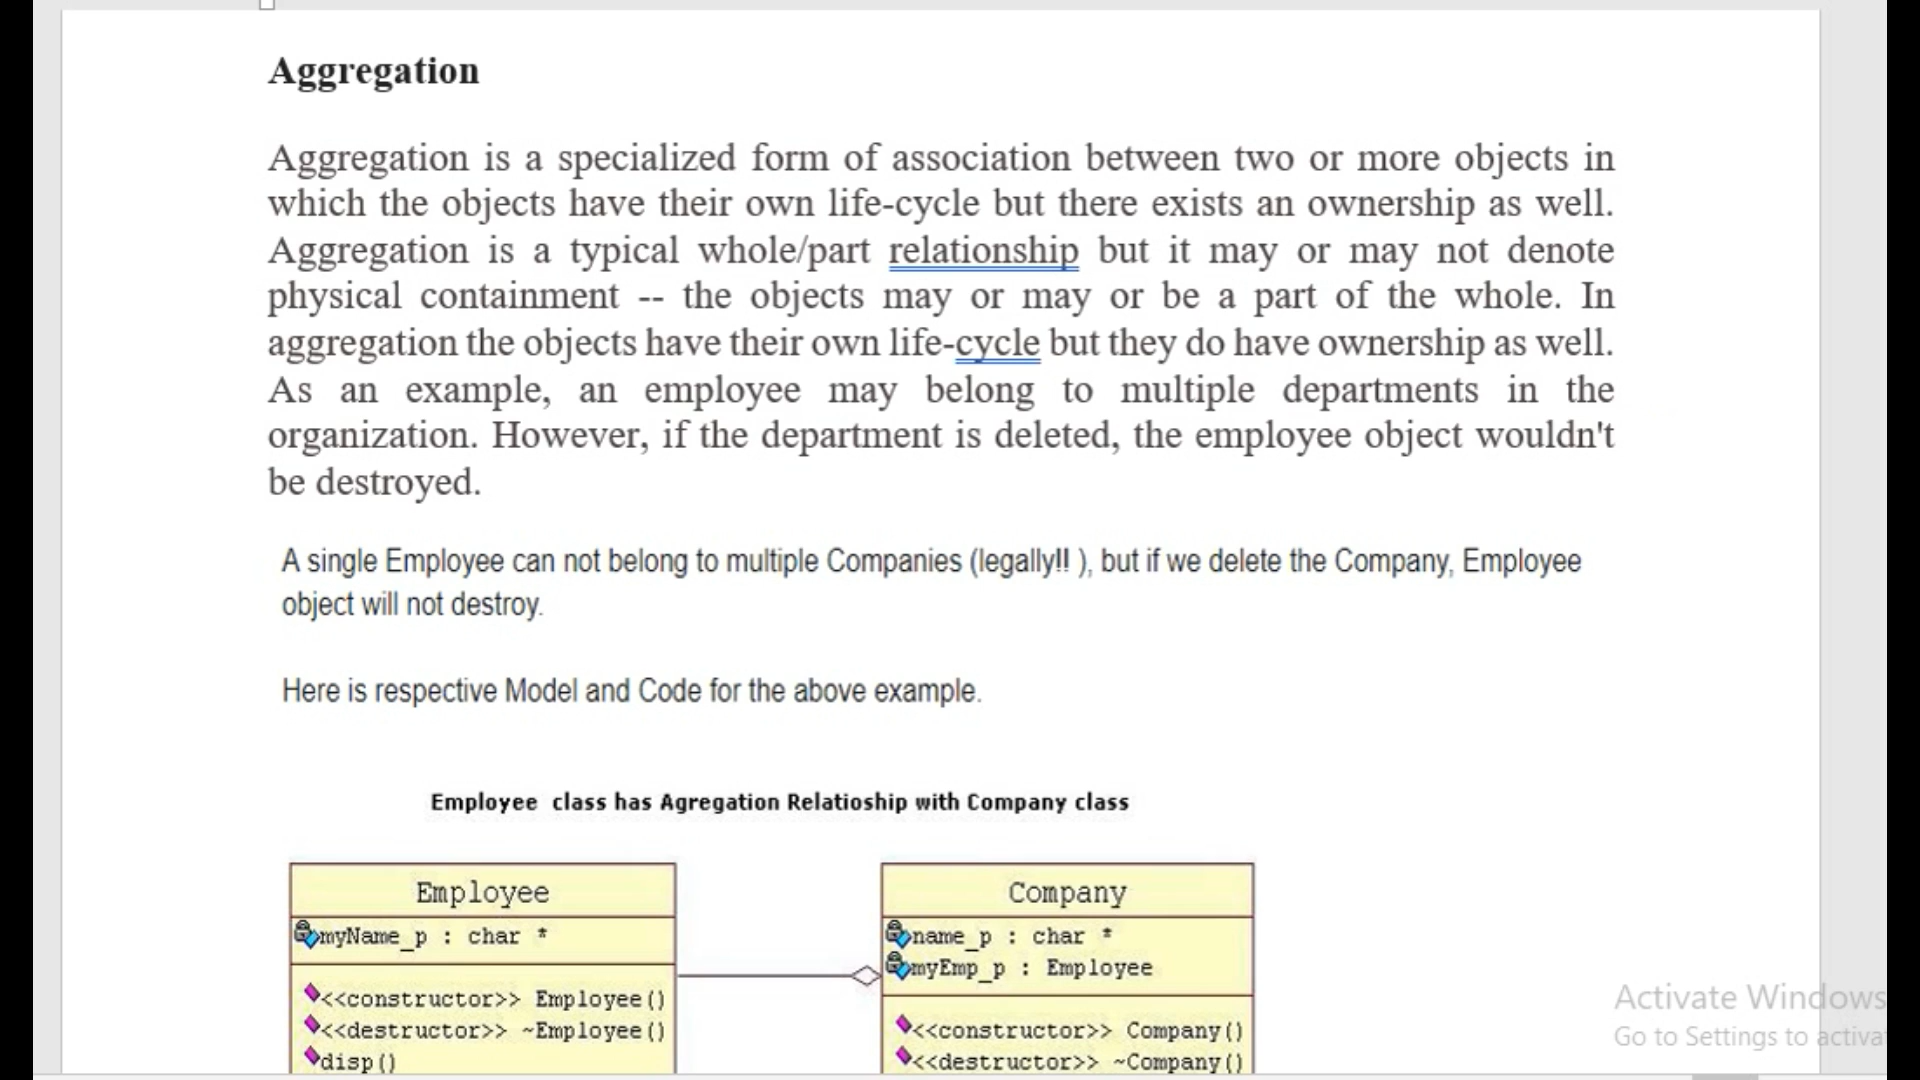 Aggregation
Aggregation is a specialized form of association between two or more objects in
which the objects have their own life-cycle but there exists an ownership as well.
Aggregation is a typical whole/part relationship but it may or may not denote
physical containment -- the objects may or may or be a part of the whole. In
aggregation the objects have their own life-cycle but they do have ownership as well.
As an example, an employee may belong to multiple departments in the
organization. However, if the department is deleted, the employee object wouldn't
be destroyed.
A single Employee can not belong to multiple Companies (legally!! ), but if we delete the Company, Employee
object will not destroy.
Here is respective Model and Code for the above example.
Employee class has Agregation Relatioship with Company class
Employee
myName_p : char *
<<constructor>> Employee()
<<destructor>> ~Employee()
disp()
Company
name_p : char *
myEmp_p : Employee
<<constructor>> Company()
<<destructor>> ~Company()
Activate Windows
Go to Settings to activa